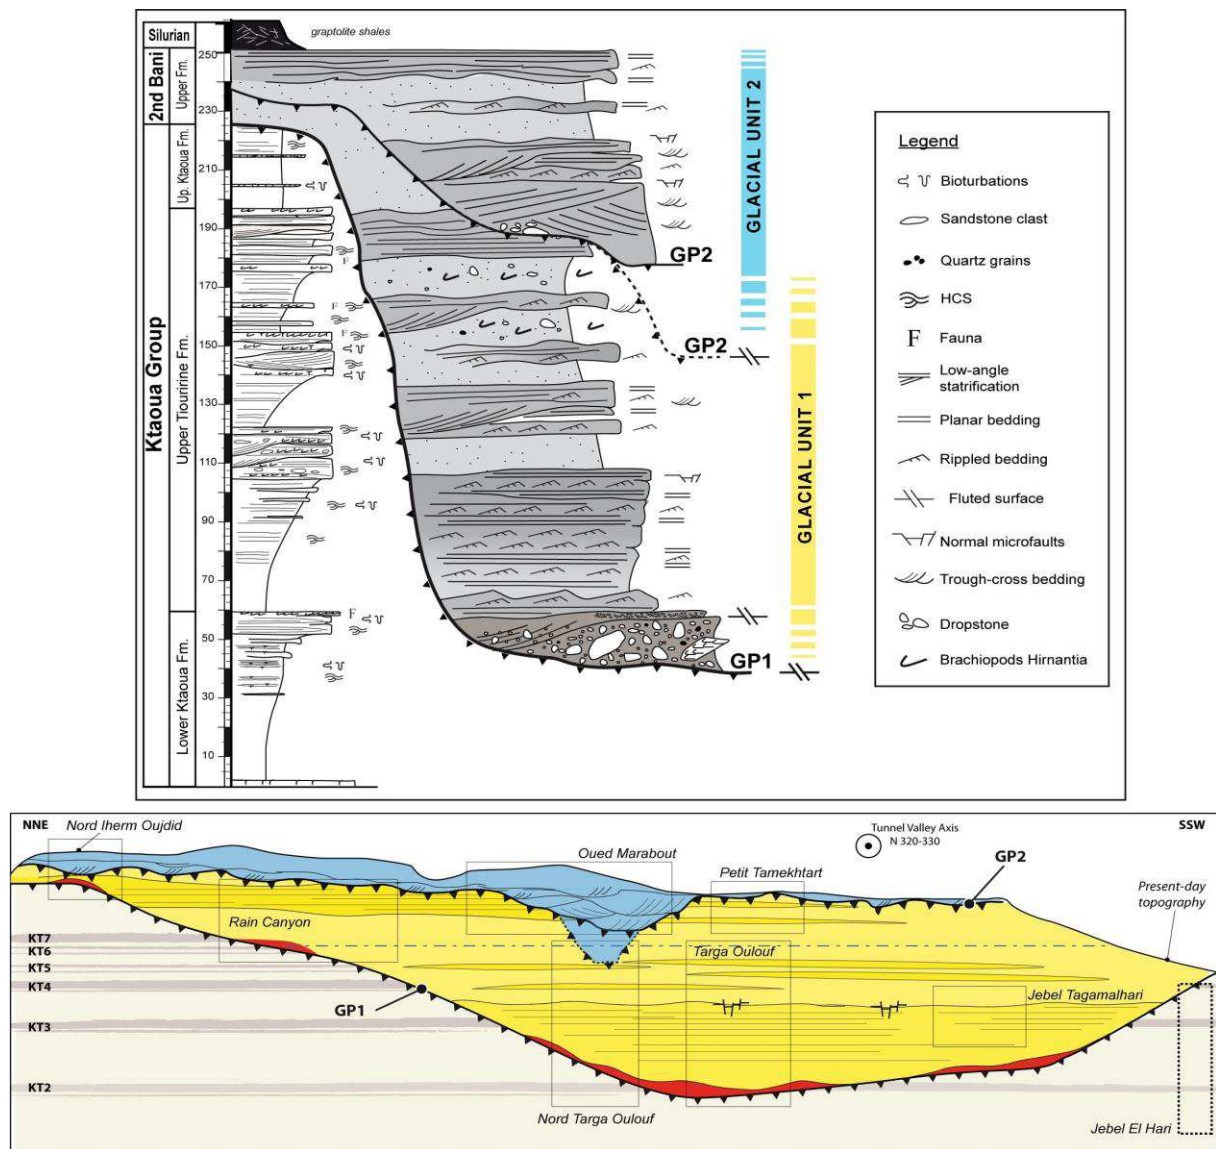 Silurian
graptolite shales
2nd Bani
Upper Fm.
Ktaoua Group
Up. Ktaoua Fm.
Upper Tiouririne Fm.
Lower Ktaoua Fm.
250
230
210
190
170
150
130
110
90
70
50
30
10
F
F
F
F
GP2
GP2
GP1
GLACIAL UNIT 2
GLACIAL UNIT 1
Legend
Bioturbations
Sandstone clast
Quartz grains
HCS
F Fauna
Low-angle
statrification
Planar bedding
Rippled bedding
Fluted surface
Normal microfaults
Trough-cross bedding
Dropstone
Brachiopods Hirnantia
NNE
Nord Iherm Oujdid
Oued Marabout
Tunnel Valley Axis
N 320-330
SSW
Petit Tamekhtart
GP2
Present-day
topography
Rain Canyon
Targa Oulouf
KT7
KT6
KT5
KT4
GP1
Jebel Tagamalhari
KT3
KT2
Nord Targa Oulouf
Jebel El Hari